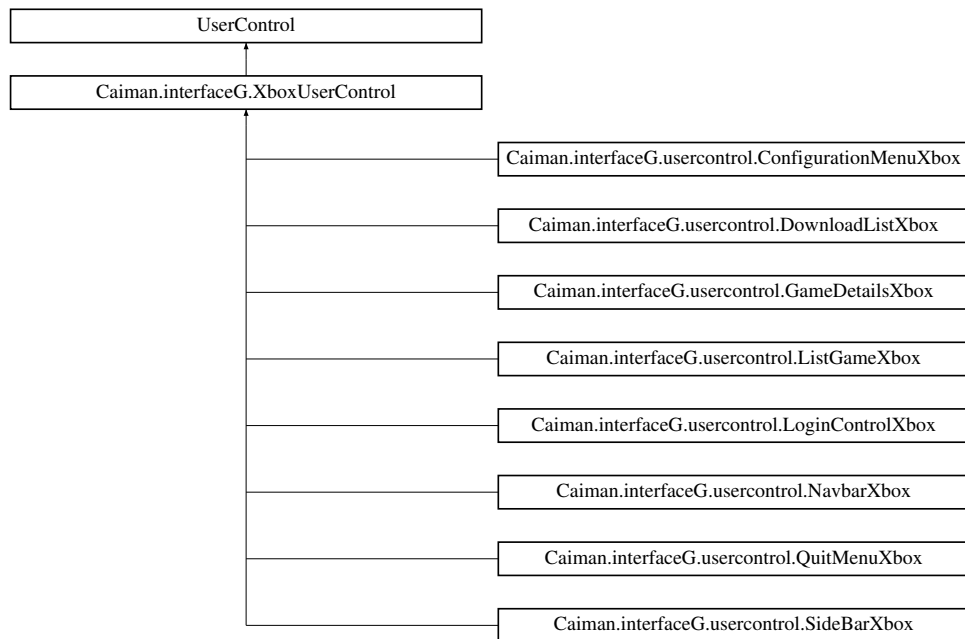 UserControl
Caiman.interfaceG.XboxUserControl
Caiman.interfaceG.usercontrol.ConfigurationMenuXbox
Caiman.interfaceG.usercontrol.DownloadListXbox
Caiman.interfaceG.usercontrol.GameDetailsXbox
Caiman.interfaceG.usercontrol.ListGameXbox
Caiman.interfaceG.usercontrol.LoginControlXbox
Caiman.interfaceG.usercontrol.NavbarXbox
Caiman.interfaceG.usercontrol.QuitMenuXbox
Caiman.interfaceG.usercontrol.SideBarXbox